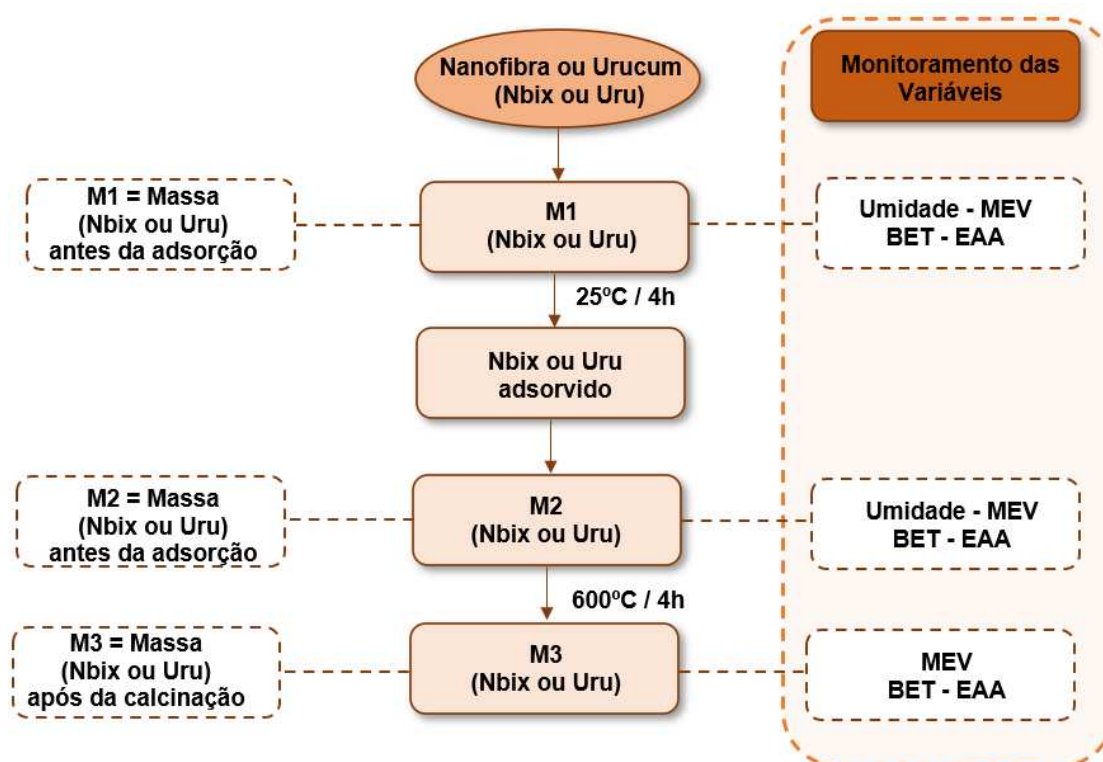 Nanofibra ou Urucum
(Nbix ou Uru)
Monitoramento das
Variáveis
M1 = Massa
(Nbix ou Uru)
antes da adsorção
M1
(Nbix ou Uru)
Umidade - MEV
BET - EAA
25ºC / 4h
Nbix ou Uru
adsorvido
M2 = Massa
(Nbix ou Uru)
antes da adsorção
M2
(Nbix ou Uru)
Umidade - MEV
BET - EAA
600ºC / 4h
M3 = Massa
(Nbix ou Uru)
após da calcinação
M3
(Nbix ou Uru)
MEV
BET - EAA